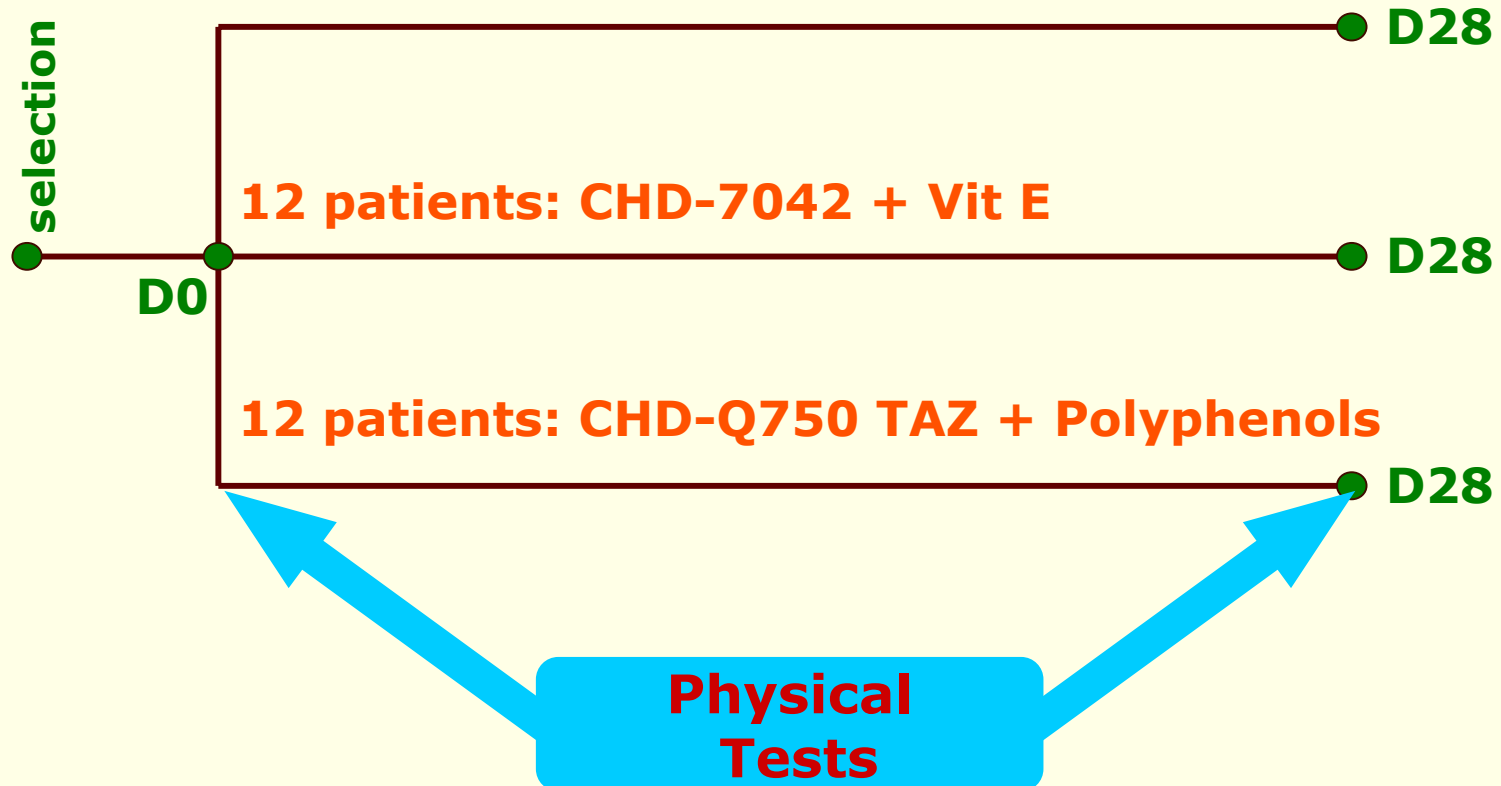 selection
D28
12 patients: CHD-7042 + Vit E
D28
D0
12 patients: CHD-Q750 TAZ + Polyphenols
D28
Physical
Tests